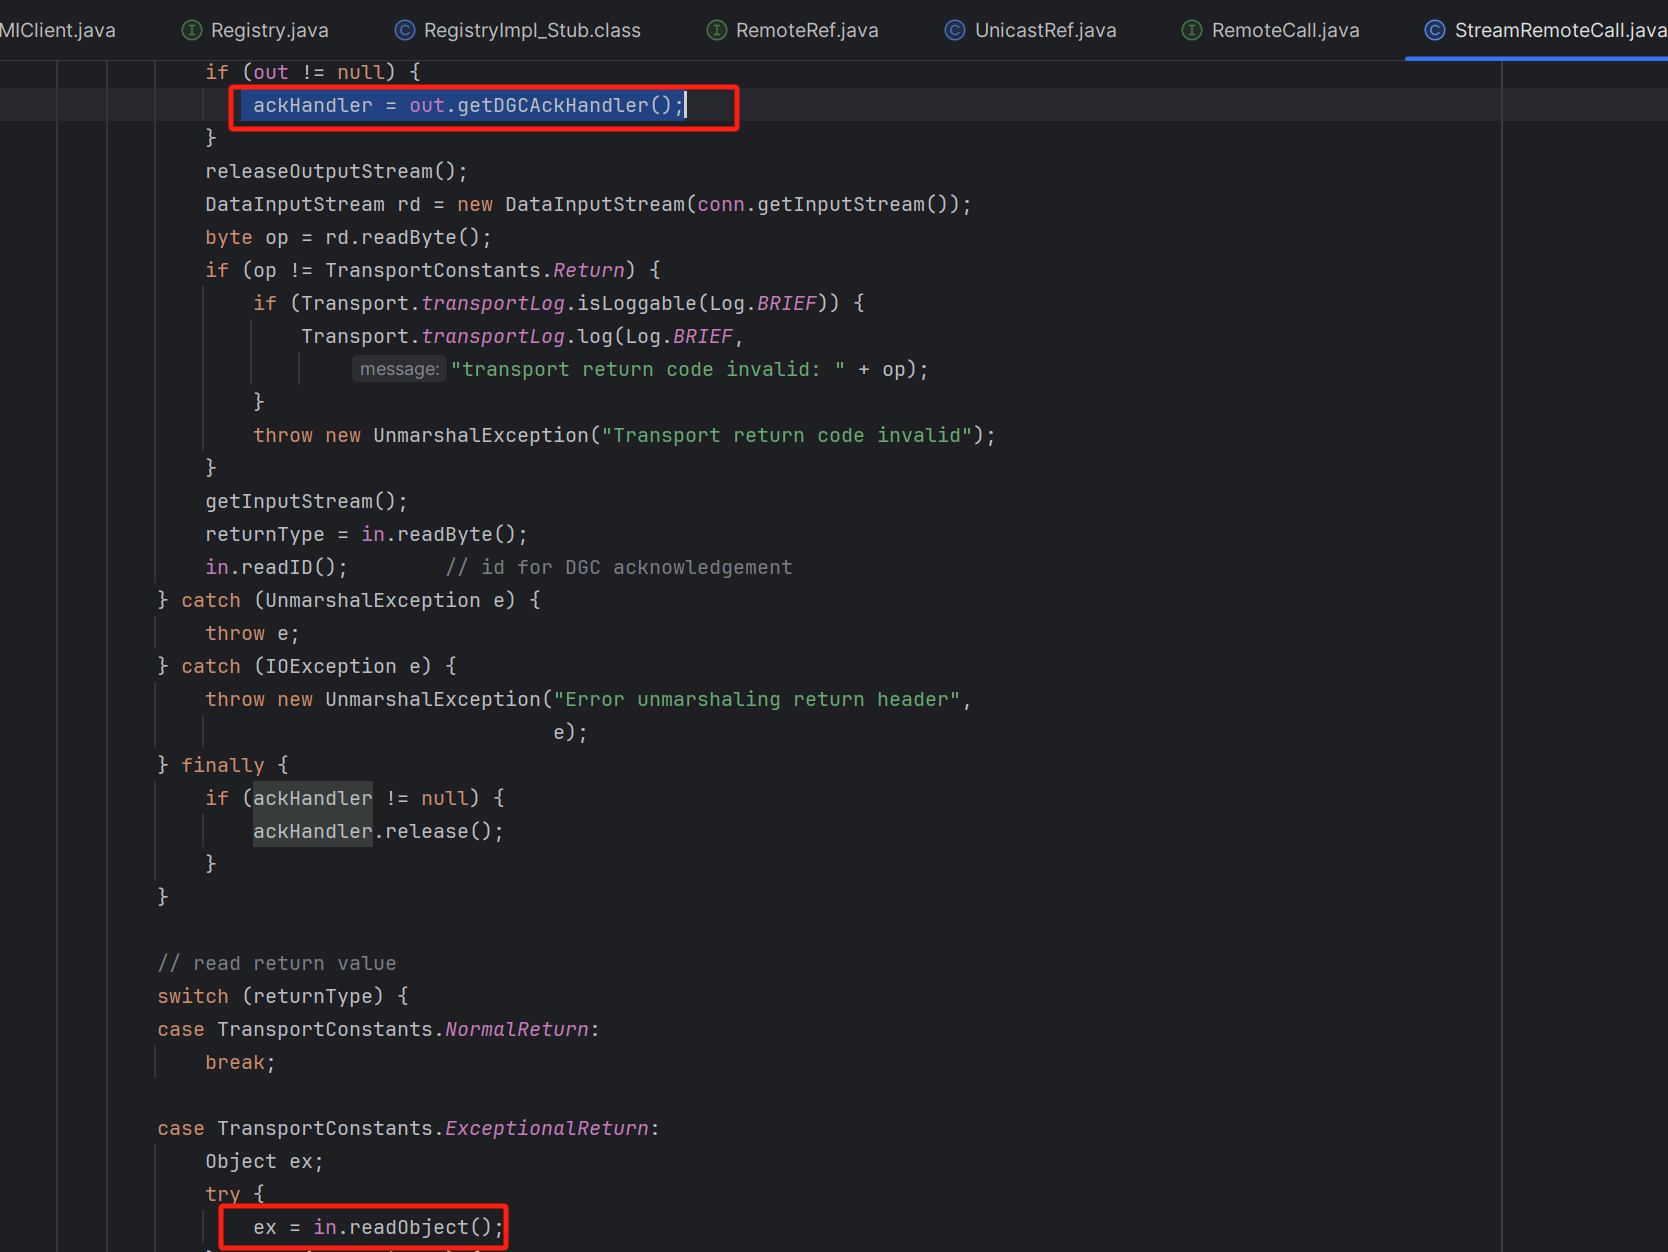 MIClient.java Registry.java RegistryImpl_Stub.class RemoteRef.java UnicastRef.java RemoteCall.java StreamRemoteCall.java
if (out != null) {
ackHandler = out.getDGCAckHandler();
}
releaseOutputStream();
DataInputStream rd = new DataInputStream(conn.getInputStream());
byte op = rd.readByte();
if (op != TransportConstants.Return) {
if (Transport.transportLog.isLoggable(Log.BRIEF)) {
Transport.transportLog.log(Log.BRIEF,
message: "transport return code invalid: " + op);
}
throw new UnmarshalException("Transport return code invalid");
}
getInputStream();
returnType = in.readByte();
in.readID();        // id for DGC acknowledgement
} catch (UnmarshalException e) {
throw e;
} catch (IOException e) {
throw new UnmarshalException("Error unmarshaling return header",
e);
} finally {
if (ackHandler != null) {
ackHandler.release();
}
}
// read return value
switch (returnType) {
case TransportConstants.NormalReturn:
break;
case TransportConstants.ExceptionalReturn:
Object ex;
try {
ex = in.readObject();